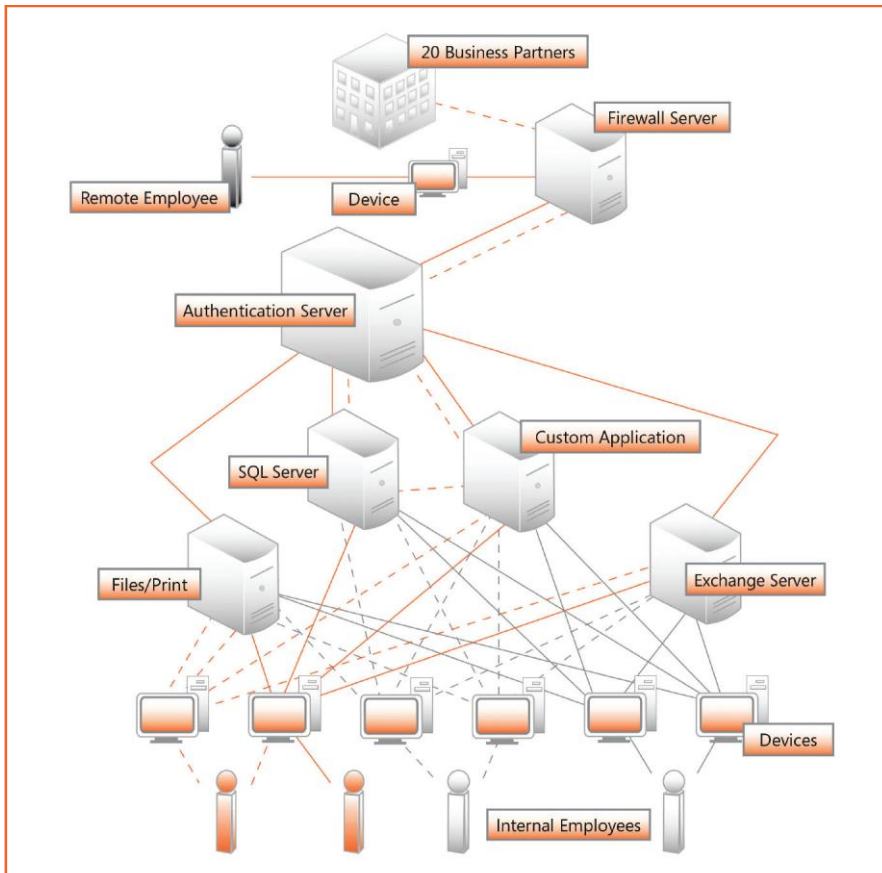 20 Business Partners
Firewall Server
Remote Employee
Device
Authentication Server
Custom Application
SQL Server
Files/Print
Exchange Server
Devices
Internal Employees